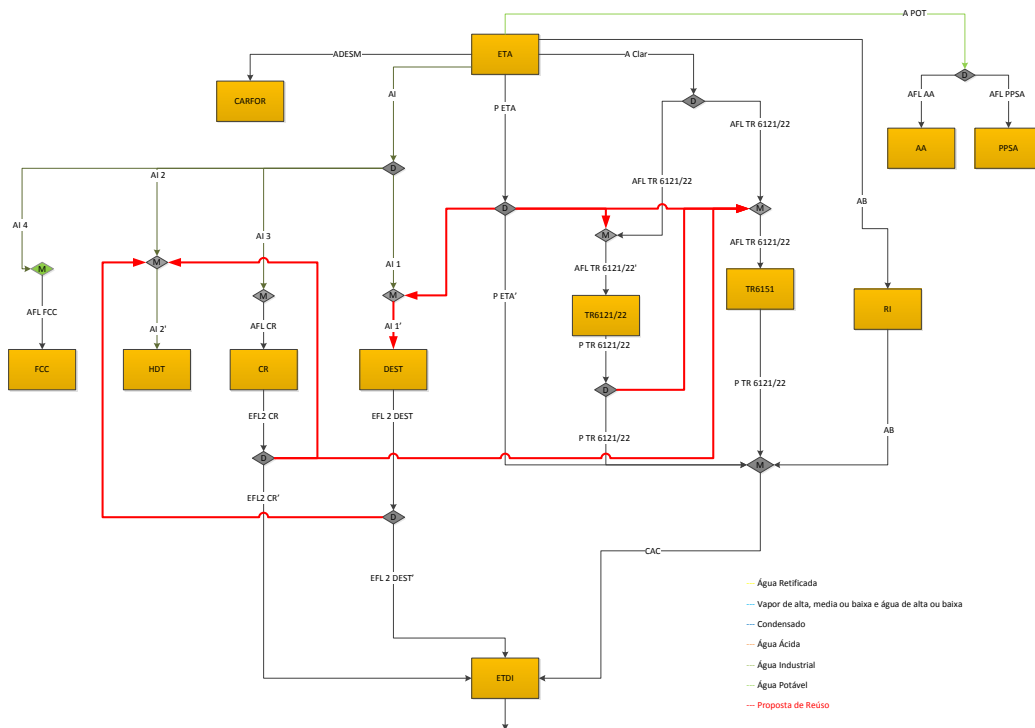 A POT
ETA
ADESM
A Clar
D
CARFOR
AI
P ETA
D
AFL AA
AFL PPSA
AFL TR 6121/22
AA
PPSA
D
AI 2
AFL TR 6121/22
AB
D
M
AI 4
AI 3
M
AFL TR 6121/22
M
M
AI 1
AFL TR 6121/22'
TR6151
M
M
P ETA'
RI
AFL FCC
AI 2'
AFL CR
AI 1'
TR6121/22
P TR 6121/22
FCC
HDT
CR
DEST
P TR 6121/22
D
EFL2 CR
EFL 2 DEST
P TR 6121/22
AB
D
M
EFL2 CR'
D
EFL 2 DEST'
CAC
Água Retificada
Vapor de alta, media ou baixa e água de alta ou baixa
Condensado
Água Ácida
Água Industrial
Água Potável
Proposta de Reúso
ETDI